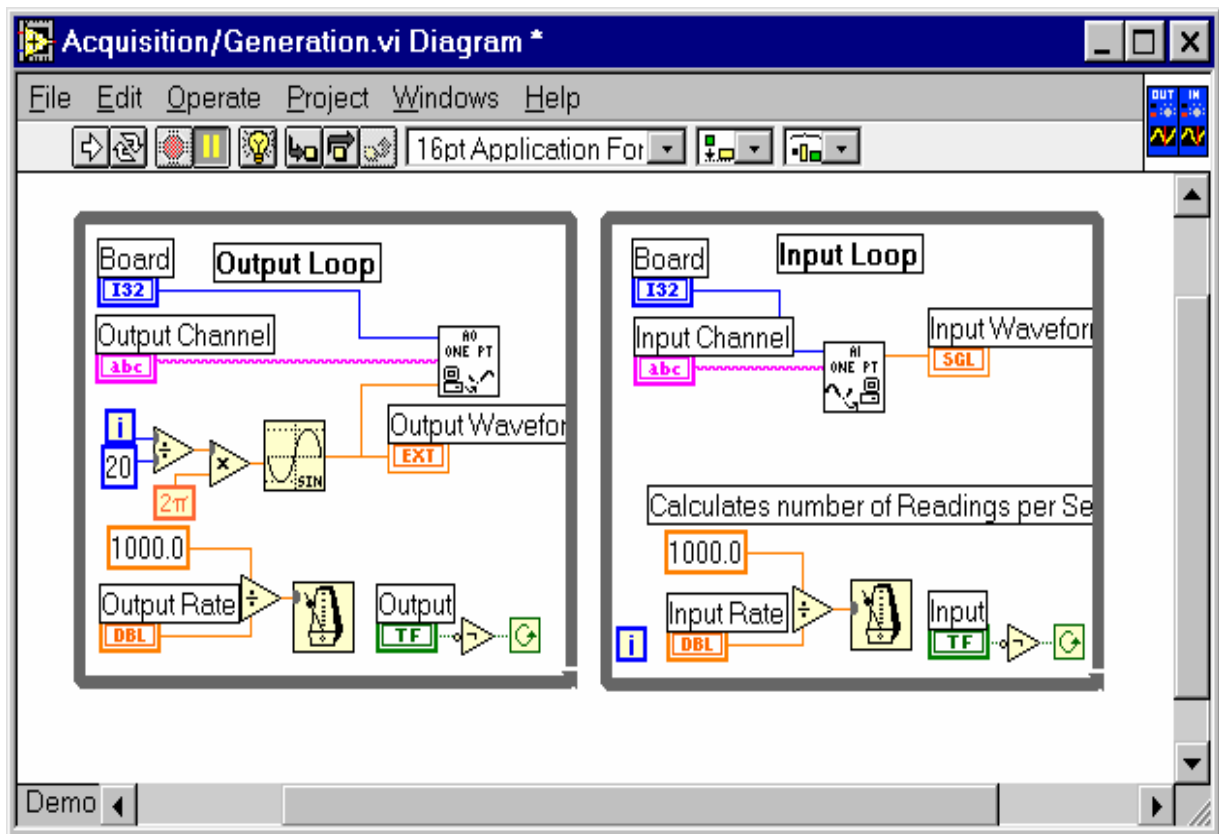 Acquisition/Generation.vi Diagram *
File Edit Operate Project Windows Help
OUT IN
16pt Application For
Board
Output Loop
I32
Output Channel
abc
AO
ONE PT
i
20
÷
x
SIN
2π
Output Wavefor
EXT
1000.0
Output Rate
÷
DBL
Output
TF
Board
Input Loop
I32
Input Channel
abc
AI
ONE PT
Input Waveforn
SGL
Calculates number of Readings per Se
1000.0
Input Rate
÷
DBL
i
Input
TF
Demo